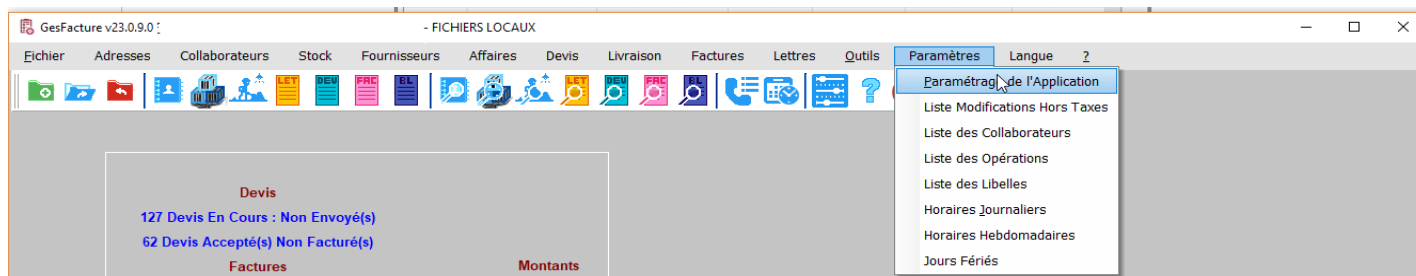 GesFacture v23.0.9.0 - FICHIERS LOCAUX
Fichier Adresses Collaborateurs Stock Fournisseurs Affaires Devis Livraison Factures Lettres Outils Paramètres Langue ?
LET DEV FAC BL LET DEV FAC BL ?
Paramétrage de l'Application
Liste Modifications Hors Taxes
Liste des Collaborateurs
Liste des Opérations
Liste des Libelles
Horaires Journaliers
Horaires Hebdomadaires
Jours Fériés
Devis
127 Devis En Cours : Non Envoyé(s)
62 Devis Accepté(s) Non Facturé(s)
Factures Montants